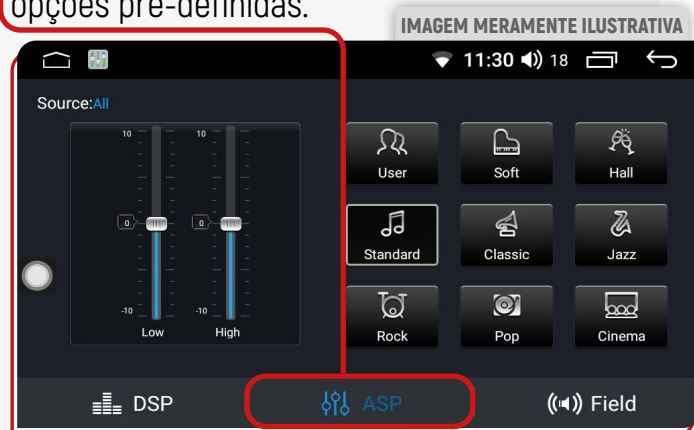 opções pré-definidas.
IMAGEM MERAMENTE ILUSTRATIVA
11:30 18
Source:All
10 10
0 0
-10 -10
Low High
User Soft Hall
Standard Classic Jazz
Rock Pop Cinema
DSP ASP Field